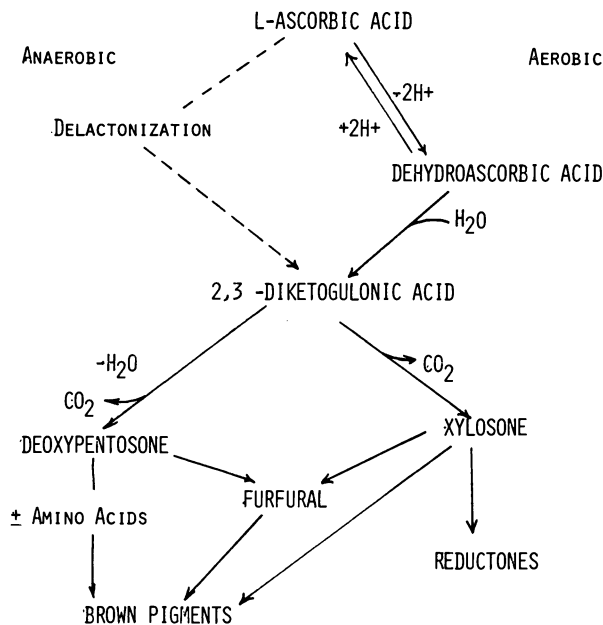 L-ASCORBIC ACID
ANAEROBIC
AEROBIC
-2H+
+2H+
DELACTONIZATION
DEHYDROASCORBIC ACID
H2O
2,3 -DIKETOGULONIC ACID
-H2O
CO2
CO2
DEOXYPENTOSONE
XYLOSONE
FURFURAL
± AMINO ACIDS
REDUCTONES
BROWN PIGMENTS